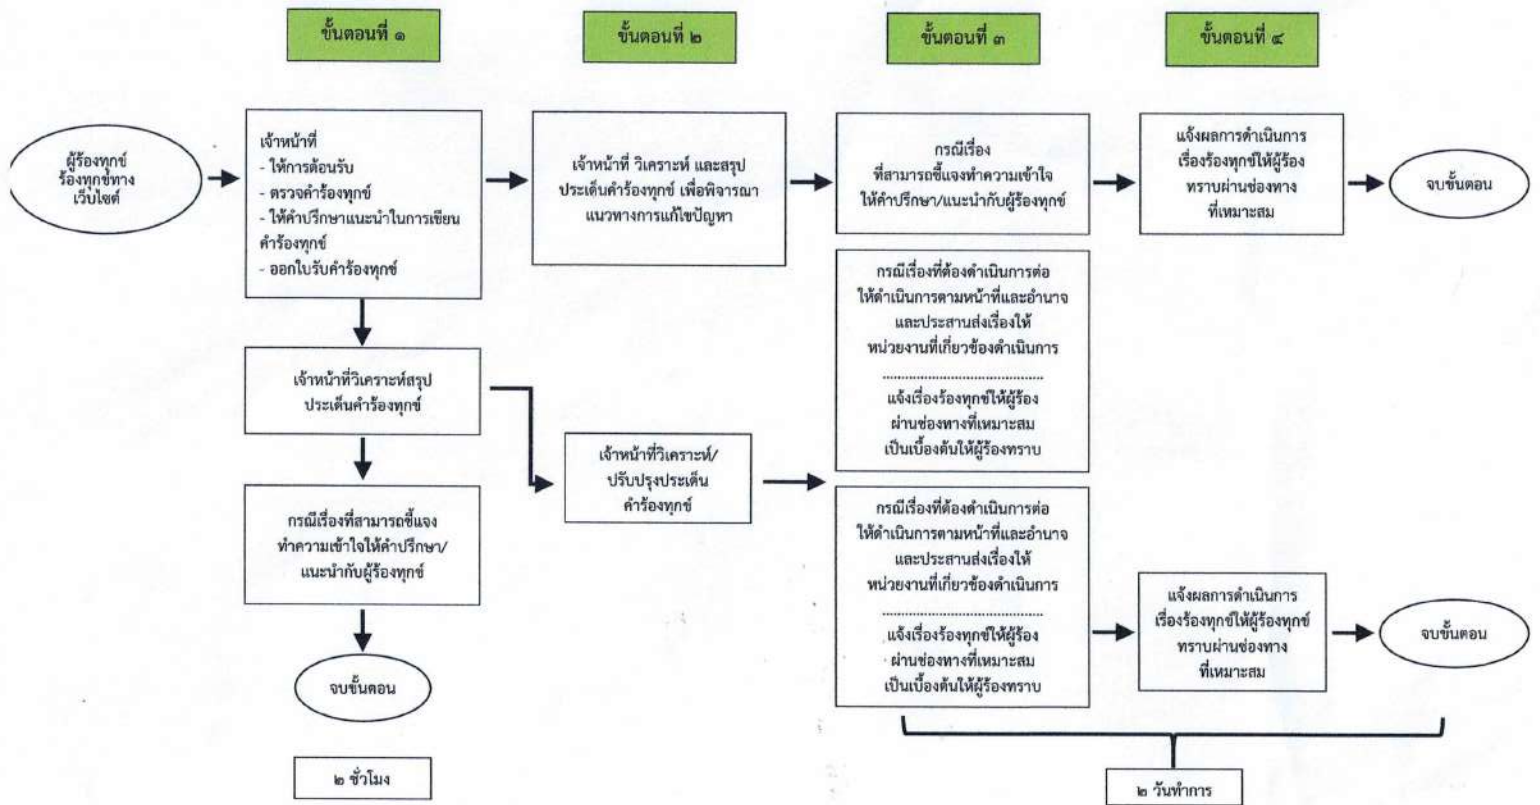 ขั้นตอนที่ ๑
ขั้นตอนที่ ๒
ขั้นตอนที่ ๓
ขั้นตอนที่ ๔
ผู้ร้องทุกข์
ร้องทุกข์ทาง
เว็บไซต์
เจ้าหน้าที่
- ให้การต้อนรับ
- ตรวจคำร้องทุกข์
- ให้คำปรึกษาแนะนำในการเขียน
คำร้องทุกข์
- ออกใบรับคำร้องทุกข์
เจ้าหน้าที่ วิเคราะห์ และสรุป
ประเด็นคำร้องทุกข์ เพื่อพิจารณา
แนวทางการแก้ไขปัญหา
กรณีเรื่อง
ที่สามารถชี้แจงทำความเข้าใจ
ให้คำปรึกษา/แนะนำกับผู้ร้องทุกข์
แจ้งผลการดำเนินการ
เรื่องร้องทุกข์ให้ผู้ร้อง
ทราบผ่านช่องทาง
ที่เหมาะสม
จบขั้นตอน
กรณีเรื่องที่ต้องดำเนินการต่อ
ให้ดำเนินการตามหน้าที่และอำนาจ
และประสานส่งเรื่องให้
หน่วยงานที่เกี่ยวข้องดำเนินการ
........................................
แจ้งเรื่องร้องทุกข์ให้ผู้ร้อง
ผ่านช่องทางที่เหมาะสม
เป็นเบื้องต้นให้ผู้ร้องทราบ
เจ้าหน้าที่วิเคราะห์สรุป
ประเด็นคำร้องทุกข์
เจ้าหน้าที่วิเคราะห์/
ปรับปรุงประเด็น
คำร้องทุกข์
กรณีเรื่องที่สามารถชี้แจง
ทำความเข้าใจให้คำปรึกษา/
แนะนำกับผู้ร้องทุกข์
กรณีเรื่องที่ต้องดำเนินการต่อ
ให้ดำเนินการตามหน้าที่และอำนาจ
และประสานส่งเรื่องให้
หน่วยงานที่เกี่ยวข้องดำเนินการ
........................................
แจ้งเรื่องร้องทุกข์ให้ผู้ร้อง
ผ่านช่องทางที่เหมาะสม
เป็นเบื้องต้นให้ผู้ร้องทราบ
แจ้งผลการดำเนินการ
เรื่องร้องทุกข์ให้ผู้ร้องทุกข์
ทราบผ่านช่องทาง
ที่เหมาะสม
จบขั้นตอน
จบขั้นตอน
๒ ชั่วโมง
๒ วันทำการ